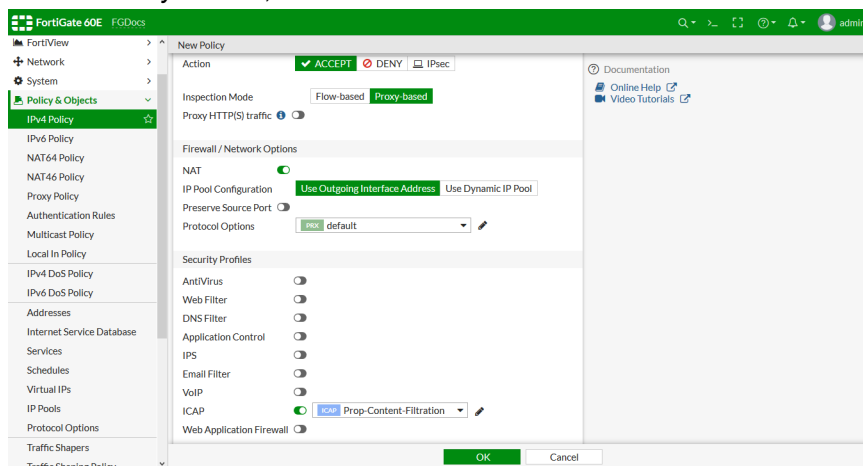 FortiGate 60E FGDocs admin
FortiView
Network
System
Policy & Objects
IPv4 Policy
IPv6 Policy
NAT64 Policy
NAT46 Policy
Proxy Policy
Authentication Rules
Multicast Policy
Local In Policy
IPv4 DoS Policy
IPv6 DoS Policy
Addresses
Internet Service Database
Services
Schedules
Virtual IPs
IP Pools
Protocol Options
Traffic Shapers
Traffic Shaping Policy
New Policy
Action ACCEPT DENY IPsec
Inspection Mode Flow-based Proxy-based
Proxy HTTP(S) traffic
Firewall / Network Options
NAT
IP Pool Configuration Use Outgoing Interface Address Use Dynamic IP Pool
Preserve Source Port
Protocol Options PRX default
Security Profiles
AntiVirus
Web Filter
DNS Filter
Application Control
IPS
Email Filter
VoIP
ICAP ICAP Prop-Content-Filtration
Web Application Firewall
OK Cancel
Documentation
Online Help
Video Tutorials